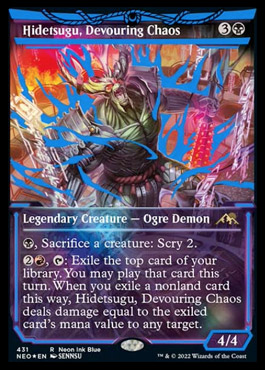 Hidetsugu, Devouring Chaos 3
Legendary Creature — Ogre Demon
, Sacrifice a creature: Scry 2.
2, : Exile the top card of your
library. You may play that card this
turn. When you exile a nonland
card this way, Hidetsugu,
Devouring Chaos
deals damage equal to the
exiled card's mana value to any target.
4/4
431 R Neon Ink Blue
NEO EN SENNSU
™ & © 2022 Wizards of the Coast